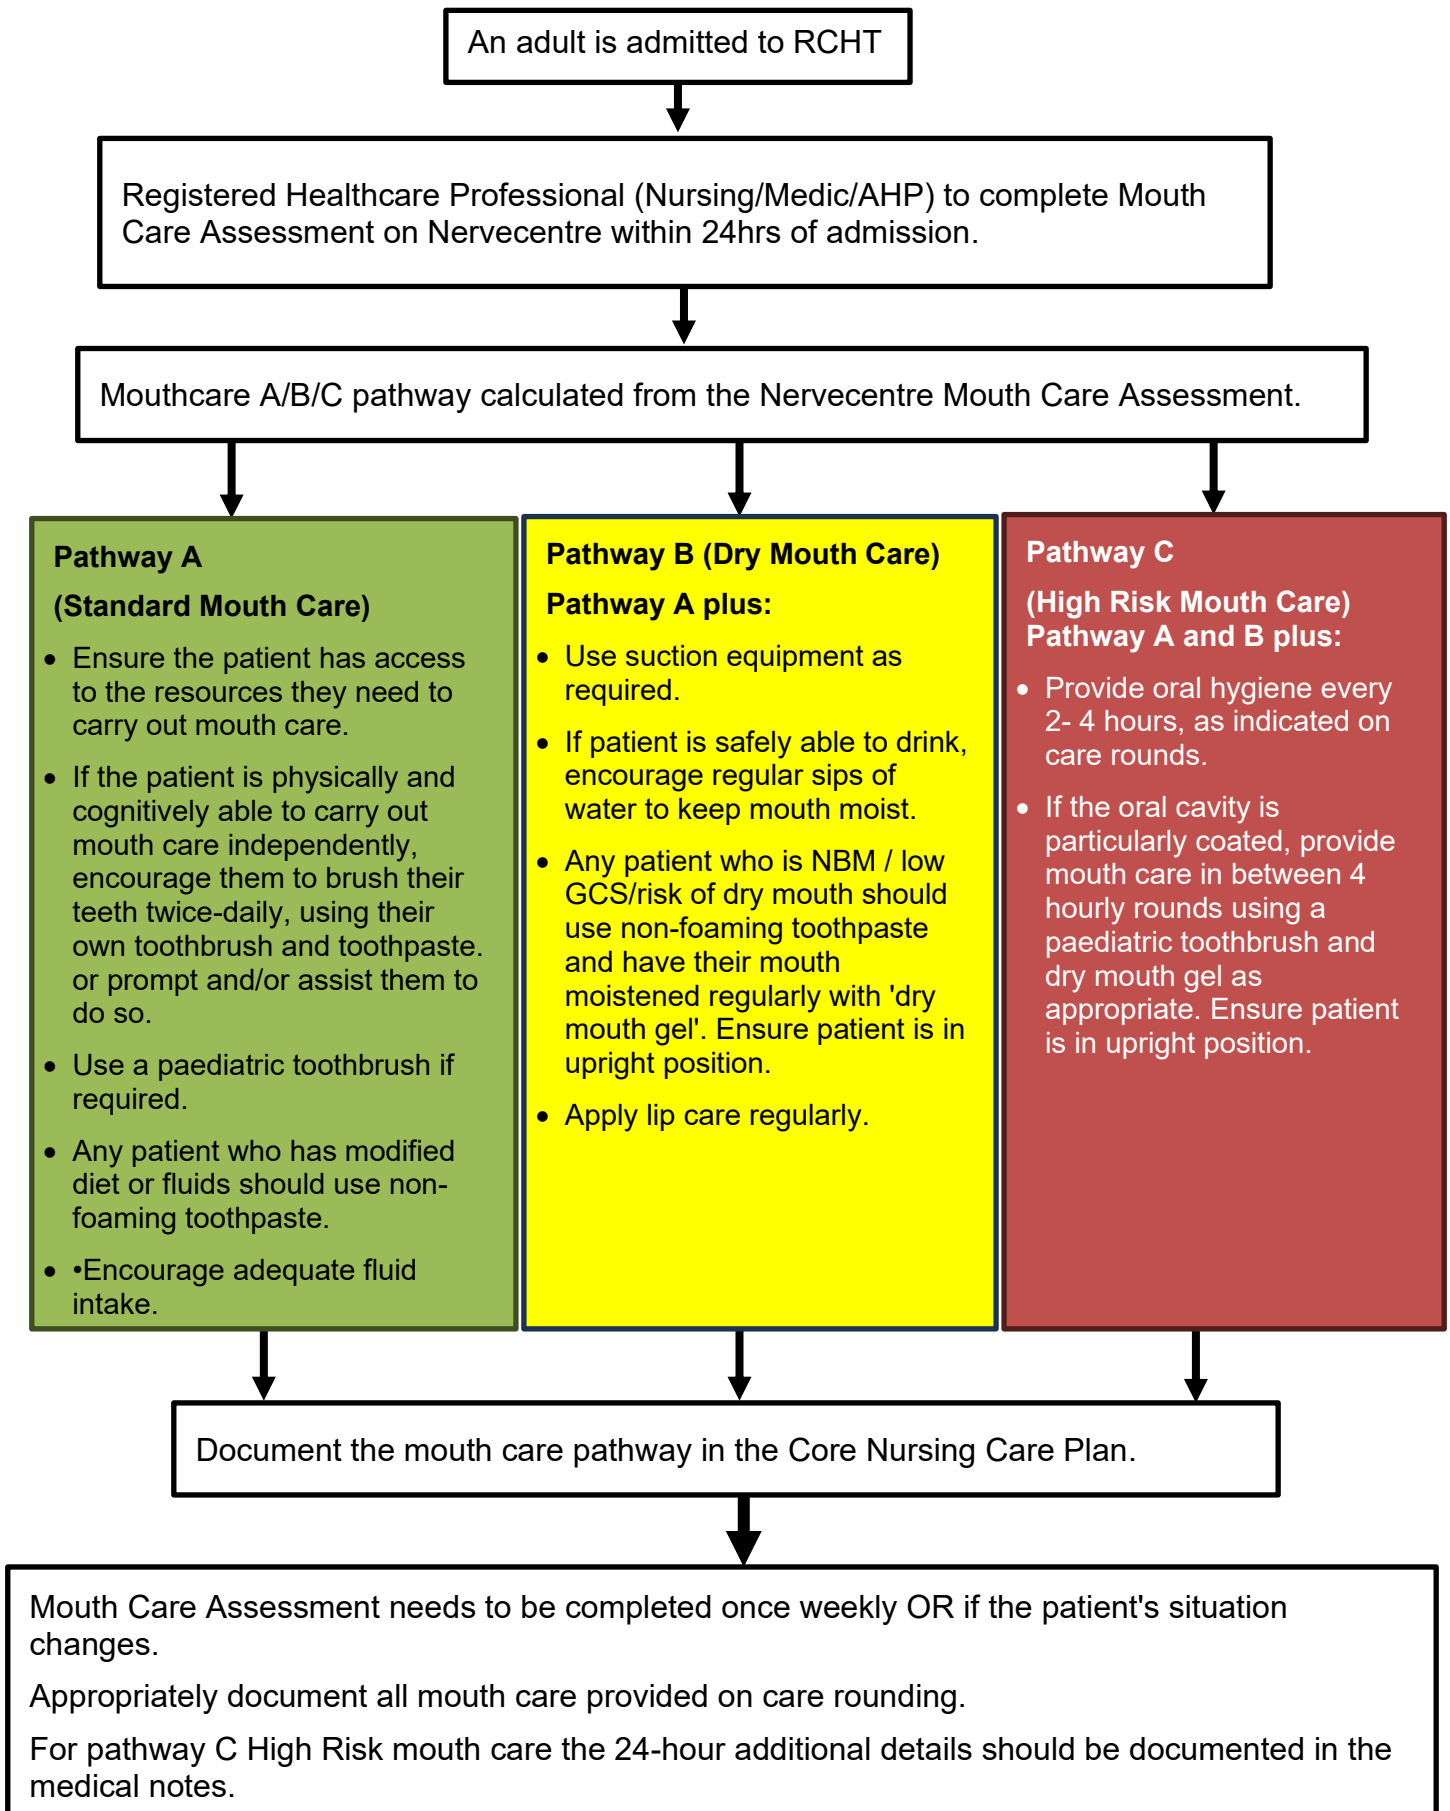 An adult is admitted to RCHT
Registered Healthcare Professional (Nursing/Medic/AHP) to complete Mouth
Care Assessment on Nervecentre within 24hrs of admission.
Mouthcare A/B/C pathway calculated from the Nervecentre Mouth Care Assessment.
Pathway A
(Standard Mouth Care)
• Ensure the patient has access
to the resources they need to
carry out mouth care.
• If the patient is physically and
cognitively able to carry out
mouth care independently,
encourage them to brush their
teeth twice-daily, using their
own toothbrush and toothpaste.
or prompt and/or assist them to
do so.
• Use a paediatric toothbrush if
required.
• Any patient who has modified
diet or fluids should use non-
foaming toothpaste.
• •Encourage adequate fluid
intake.
Pathway B (Dry Mouth Care)
Pathway A plus:
• Use suction equipment as
required.
• If patient is safely able to drink,
encourage regular sips of
water to keep mouth moist.
• Any patient who is NBM / low
GCS/risk of dry mouth should
use non-foaming toothpaste
and have their mouth
moistened regularly with 'dry
mouth gel'. Ensure patient is in
upright position.
• Apply lip care regularly.
Pathway C
(High Risk Mouth Care)
Pathway A and B plus:
• Provide oral hygiene every
2- 4 hours, as indicated on
care rounds.
• If the oral cavity is
particularly coated, provide
mouth care in between 4
hourly rounds using a
paediatric toothbrush and
dry mouth gel as
appropriate. Ensure patient
is in upright position.
Document the mouth care pathway in the Core Nursing Care Plan.
Mouth Care Assessment needs to be completed once weekly OR if the patient's situation
changes.
Appropriately document all mouth care provided on care rounding.
For pathway C High Risk mouth care the 24-hour additional details should be documented in the
medical notes.